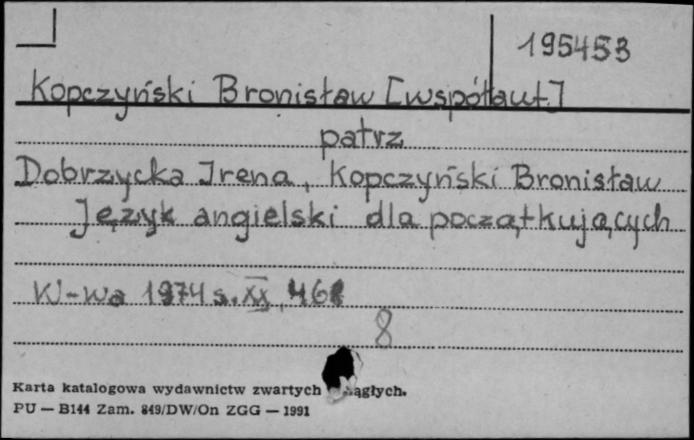 195453
Kopczyński Bronisław [współaut.]
patrz
Dobrzycka Irena, Kopczyński Bronisław
Język angielski dla początkujących
W-wa 1974 s. XX, 461
8
Karta katalogowa wydawnictw zwartych ciągłych.
PU — B144 Zam. 849/DW/On ZGG — 1991